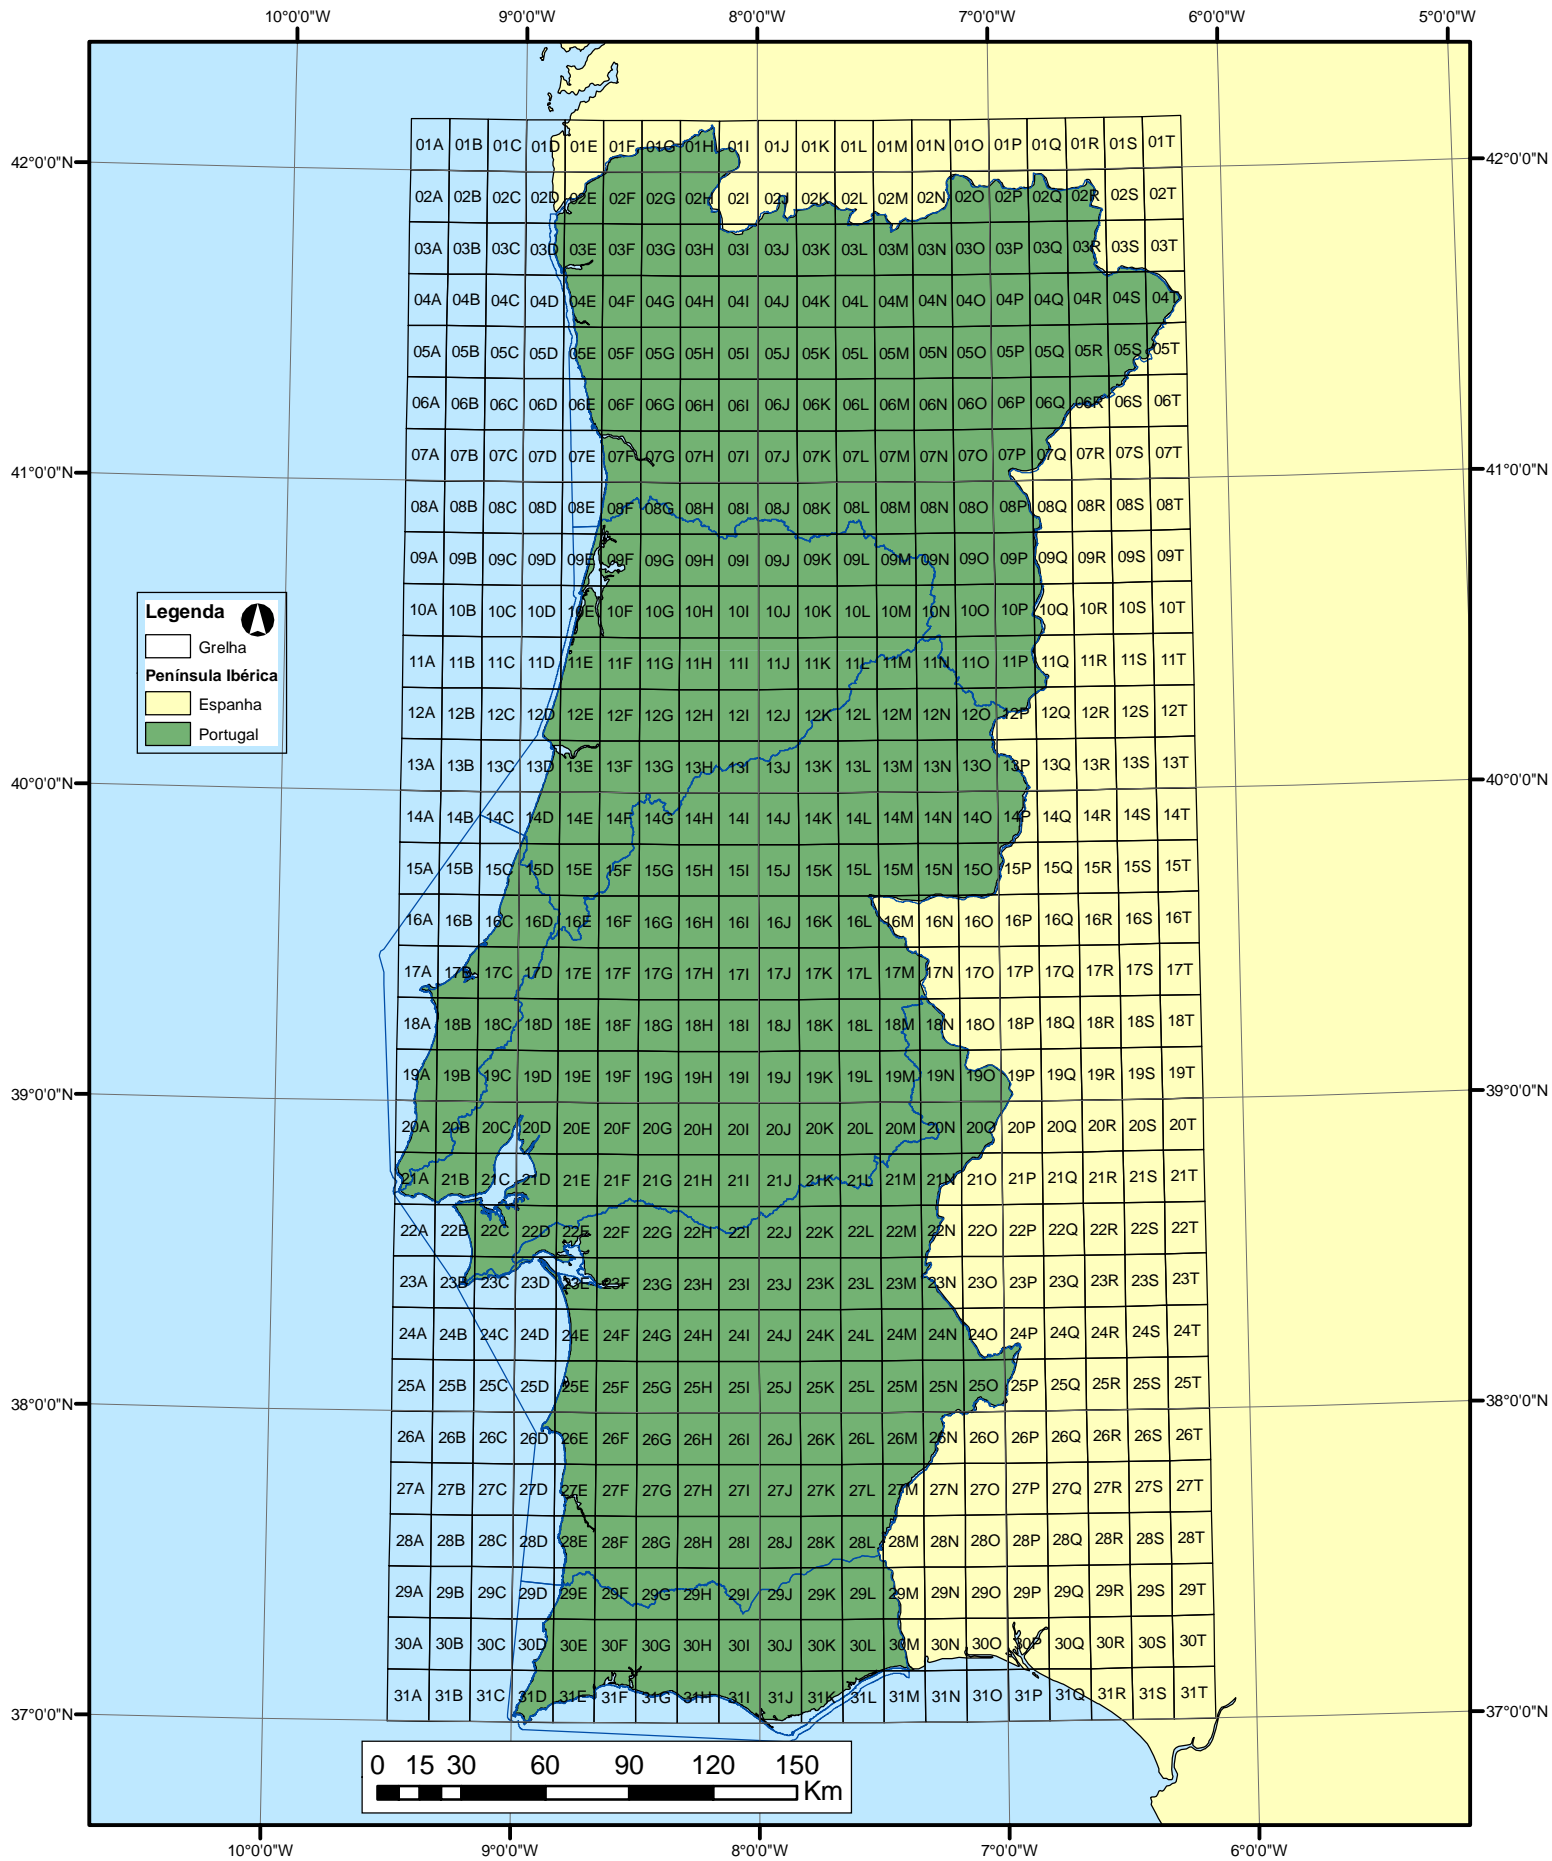 10°0'0"W 9°0'0"W 8°0'0"W 7°0'0"W 6°0'0"W 5°0'0"W
01A 01B 01C 01D 01E 01F 01G 01H 01I 01J 01K 01L 01M 01N 01O 01P 01Q 01R 01S 01T
42°0'0"N 42°0'0"N
02A 02B 02C 02D 02E 02F 02G 02H 02I 02J 02K 02L 02M 02N 02O 02P 02Q 02R 02S 02T
03A 03B 03C 03D 03E 03F 03G 03H 03I 03J 03K 03L 03M 03N 03O 03P 03Q 03R 03S 03T
04A 04B 04C 04D 04E 04F 04G 04H 04I 04J 04K 04L 04M 04N 04O 04P 04Q 04R 04S 04T
05A 05B 05C 05D 05E 05F 05G 05H 05I 05J 05K 05L 05M 05N 05O 05P 05Q 05R 05S 05T
06A 06B 06C 06D 06E 06F 06G 06H 06I 06J 06K 06L 06M 06N 06O 06P 06Q 06R 06S 06T
07A 07B 07C 07D 07E 07F 07G 07H 07I 07J 07K 07L 07M 07N 07O 07P 07Q 07R 07S 07T
41°0'0"N 41°0'0"N
08A 08B 08C 08D 08E 08F 08G 08H 08I 08J 08K 08L 08M 08N 08O 08P 08Q 08R 08S 08T
09A 09B 09C 09D 09E 09F 09G 09H 09I 09J 09K 09L 09M 09N 09O 09P 09Q 09R 09S 09T
10A 10B 10C 10D 10E 10F 10G 10H 10I 10J 10K 10L 10M 10N 10O 10P 10Q 10R 10S 10T
Legenda
Grelha
Península Ibérica
Espanha
Portugal
11A 11B 11C 11D 11E 11F 11G 11H 11I 11J 11K 11L 11M 11N 11O 11P 11Q 11R 11S 11T
12A 12B 12C 12D 12E 12F 12G 12H 12I 12J 12K 12L 12M 12N 12O 12P 12Q 12R 12S 12T
13A 13B 13C 13D 13E 13F 13G 13H 13I 13J 13K 13L 13M 13N 13O 13P 13Q 13R 13S 13T
40°0'0"N 40°0'0"N
14A 14B 14C 14D 14E 14F 14G 14H 14I 14J 14K 14L 14M 14N 14O 14P 14Q 14R 14S 14T
15A 15B 15C 15D 15E 15F 15G 15H 15I 15J 15K 15L 15M 15N 15O 15P 15Q 15R 15S 15T
16A 16B 16C 16D 16E 16F 16G 16H 16I 16J 16K 16L 16M 16N 16O 16P 16Q 16R 16S 16T
17A 17B 17C 17D 17E 17F 17G 17H 17I 17J 17K 17L 17M 17N 17O 17P 17Q 17R 17S 17T
18A 18B 18C 18D 18E 18F 18G 18H 18I 18J 18K 18L 18M 18N 18O 18P 18Q 18R 18S 18T
19A 19B 19C 19D 19E 19F 19G 19H 19I 19J 19K 19L 19M 19N 19O 19P 19Q 19R 19S 19T
39°0'0"N 39°0'0"N
20A 20B 20C 20D 20E 20F 20G 20H 20I 20J 20K 20L 20M 20N 20O 20P 20Q 20R 20S 20T
21A 21B 21C 21D 21E 21F 21G 21H 21I 21J 21K 21L 21M 21N 21O 21P 21Q 21R 21S 21T
22A 22B 22C 22D 22E 22F 22G 22H 22I 22J 22K 22L 22M 22N 22O 22P 22Q 22R 22S 22T
23A 23B 23C 23D 23E 23F 23G 23H 23I 23J 23K 23L 23M 23N 23O 23P 23Q 23R 23S 23T
24A 24B 24C 24D 24E 24F 24G 24H 24I 24J 24K 24L 24M 24N 24O 24P 24Q 24R 24S 24T
25A 25B 25C 25D 25E 25F 25G 25H 25I 25J 25K 25L 25M 25N 25O 25P 25Q 25R 25S 25T
38°0'0"N 38°0'0"N
26A 26B 26C 26D 26E 26F 26G 26H 26I 26J 26K 26L 26M 26N 26O 26P 26Q 26R 26S 26T
27A 27B 27C 27D 27E 27F 27G 27H 27I 27J 27K 27L 27M 27N 27O 27P 27Q 27R 27S 27T
28A 28B 28C 28D 28E 28F 28G 28H 28I 28J 28K 28L 28M 28N 28O 28P 28Q 28R 28S 28T
29A 29B 29C 29D 29E 29F 29G 29H 29I 29J 29K 29L 29M 29N 29O 29P 29Q 29R 29S 29T
30A 30B 30C 30D 30E 30F 30G 30H 30I 30J 30K 30L 30M 30N 30O 30P 30Q 30R 30S 30T
31A 31B 31C 31D 31E 31F 31G 31H 31I 31J 31K 31L 31M 31N 31O 31P 31Q 31R 31S 31T
37°0'0"N 37°0'0"N
0 15 30 60 90 120 150
Km
10°0'0"W 9°0'0"W 8°0'0"W 7°0'0"W 6°0'0"W